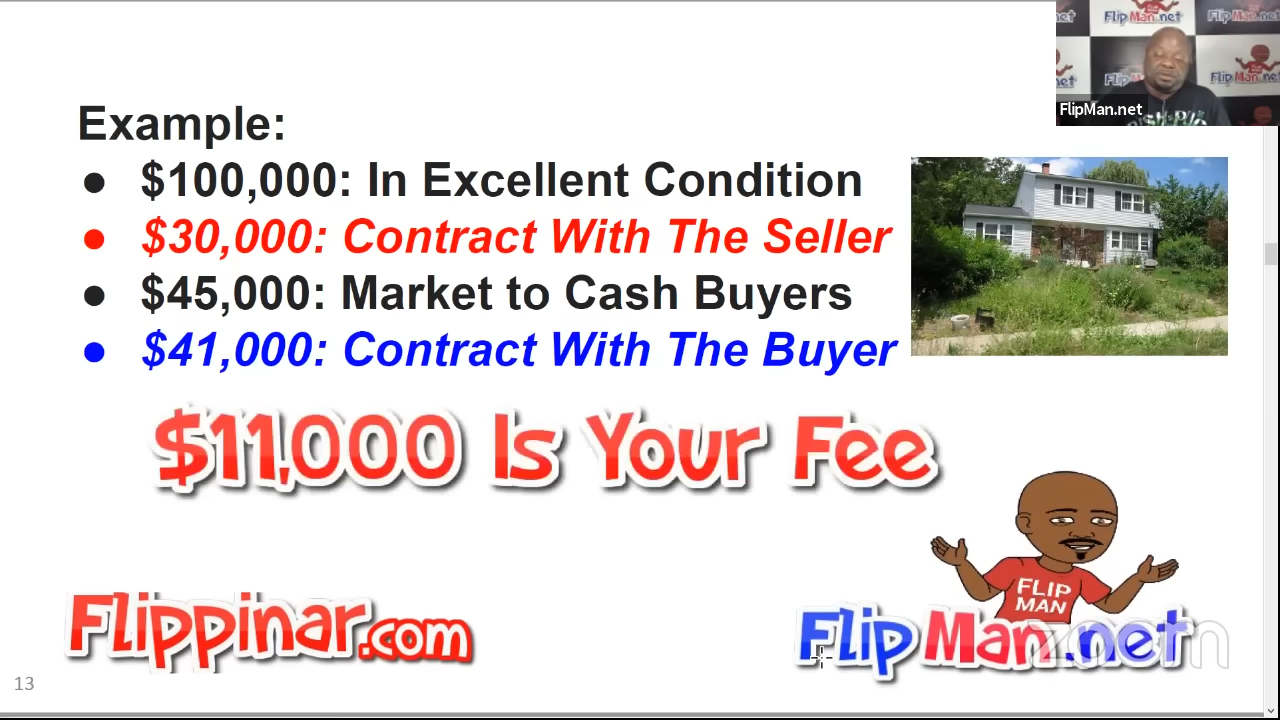 Example:
● $100,000: In Excellent Condition
● $30,000: Contract With The Seller
● $45,000: Market to Cash Buyers
● $41,000: Contract With The Buyer
$11,000 Is Your Fee
FLIP
MAN
Flippinar.com
FlipMan.net
zoom
13
FlipMan.net
FlipMan.net